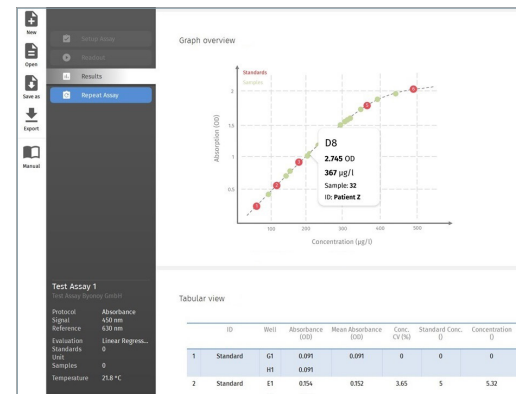 New
Open
Save as
Export
Manual
Setup Assay
Readout
Results
Repeat Assay
Test Assay 1
Test Assay Byonoy GmbH
Protocol Absorbance
Signal 450 nm
Reference 630 nm
Evaluation Linear Regress...
Standards 0
Unit
Samples 0
Temperature 21.8 °C
Graph overview
Standards
Samples
Absorption (OD)
2
1.5
1
0.5
100 200 300 400 500
Concentration (µg/l)
D8
2.745 OD
367 µg/l
Sample: 32
ID: Patient Z
Tabular view
ID Well Absorbance (OD) Mean Absorbance (OD) Conc. CV (%) Standard Conc. () Concentration ()
1 Standard G1 0.091 0.091 0 0 0
H1 0.091
2 Standard E1 0.154 0.152 3.65 5 5.32